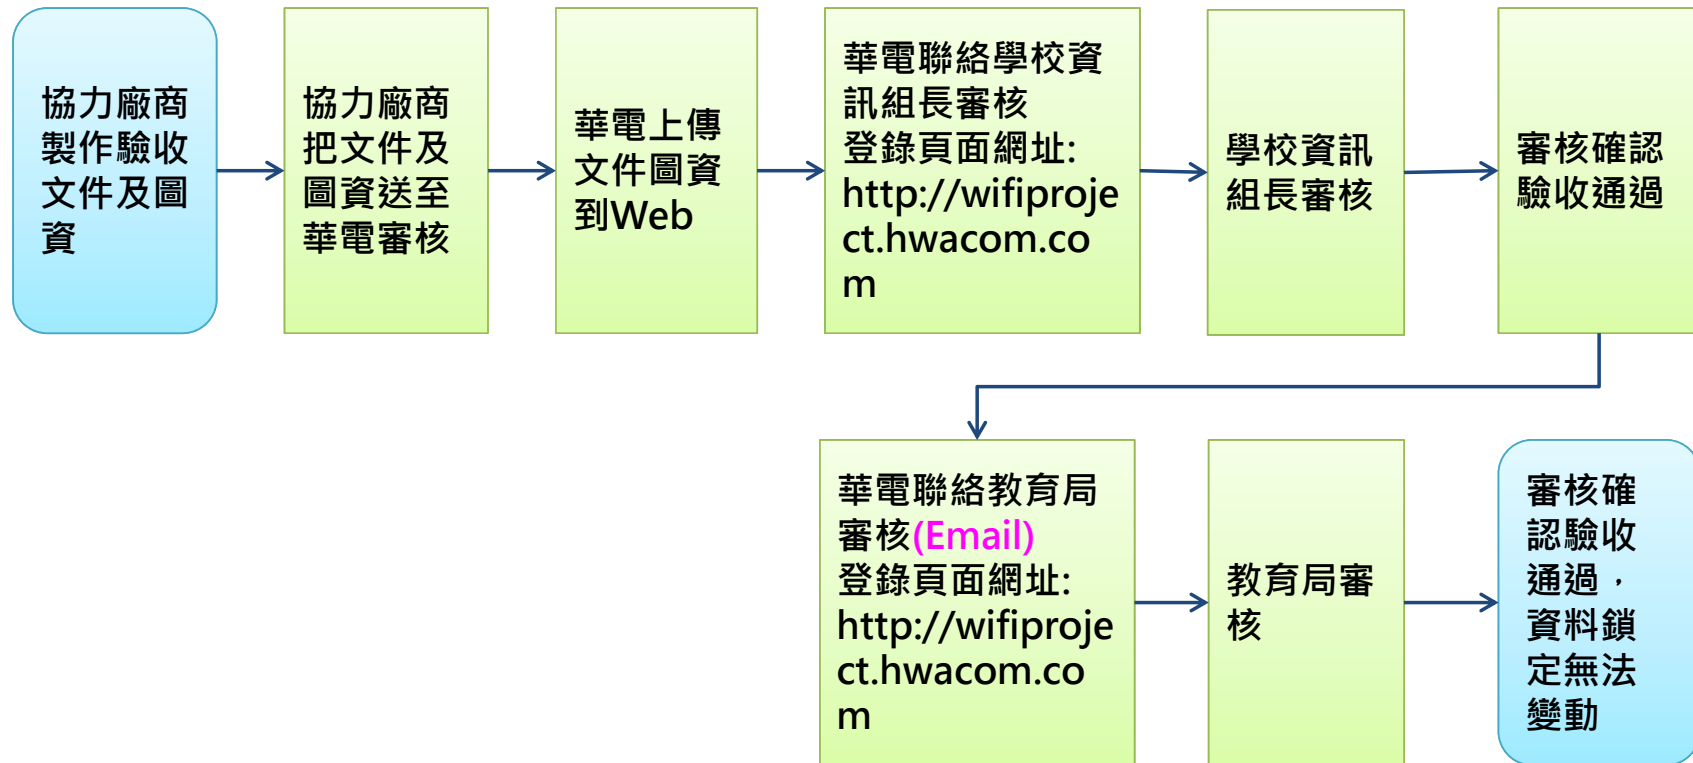 協力廠商
製作驗收
文件及圖
資
協力廠商
把文件及
圖資送至
華電審核
華電上傳
文件圖資
到Web
華電聯絡學校資
訊組長審核
登錄頁面網址:
http://wifiproje
ct.hwacom.co
m
學校資訊
組長審核
審核確認
驗收通過
華電聯絡教育局
審核(Email)
登錄頁面網址:
http://wifiproje
ct.hwacom.co
m
教育局審
核
審核確
認驗收
通過，
資料鎖
定無法
變動